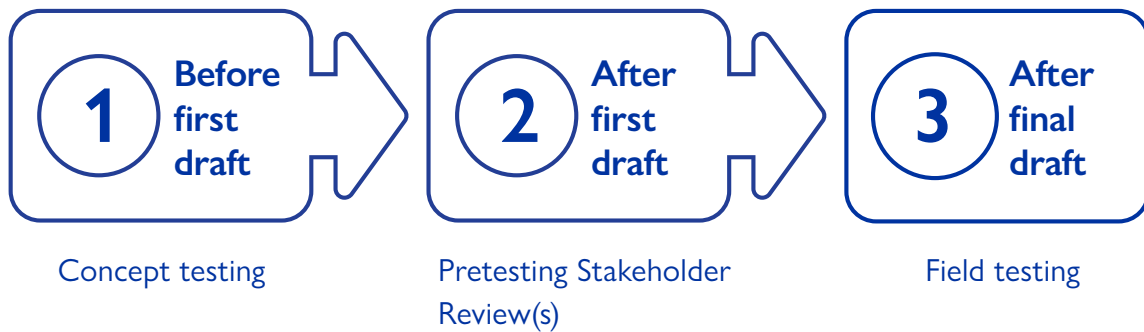 1
Before
first
draft
2
After
first
draft
3
After
final
draft
Concept testing
Pretesting Stakeholder
Review(s)
Field testing